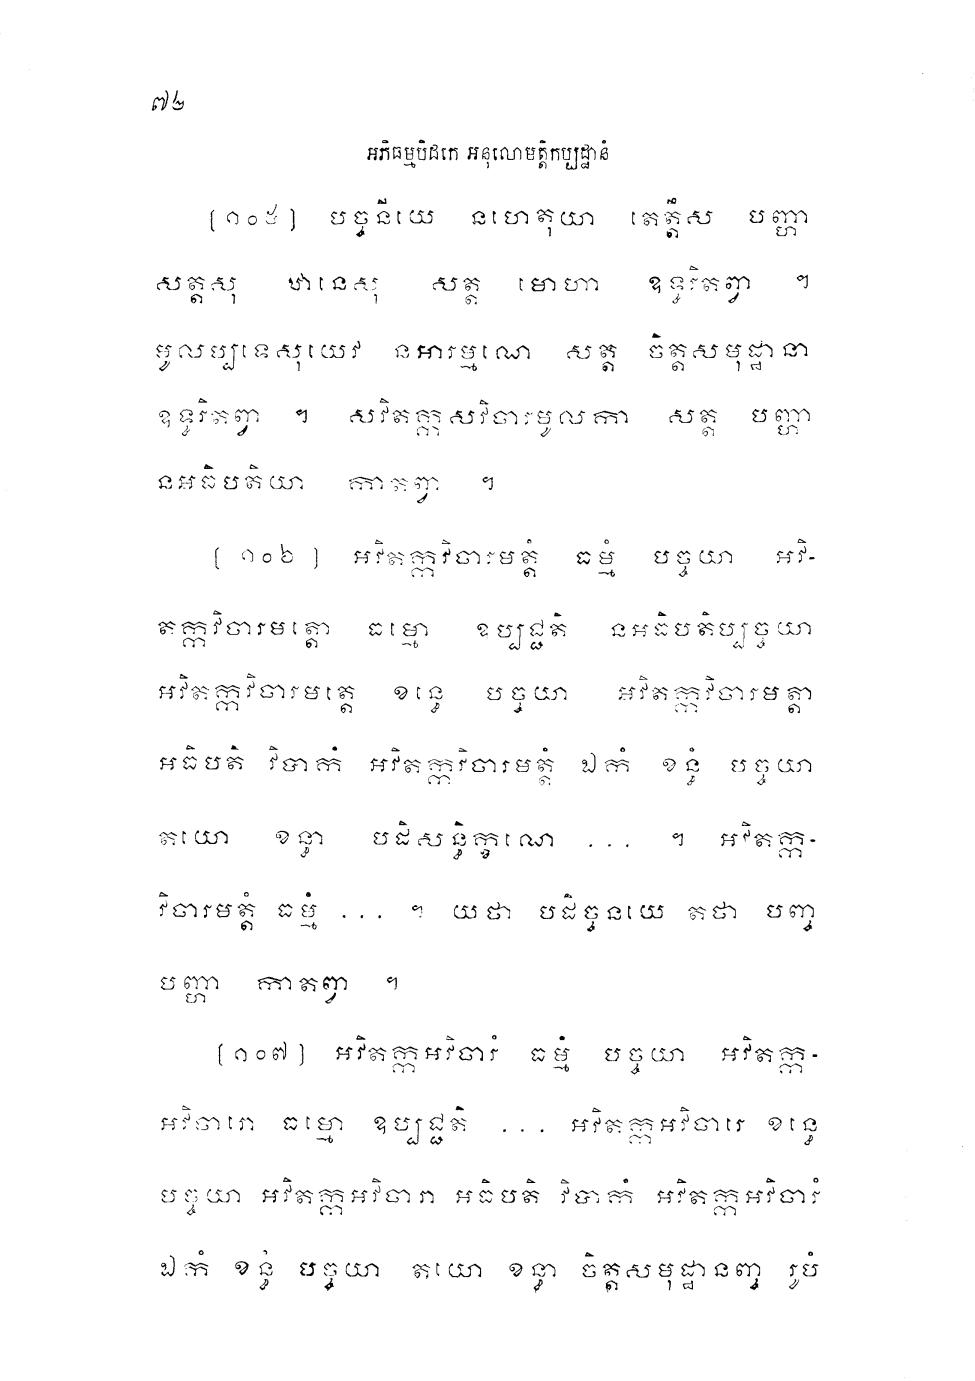 ៧៤
អភិធម្មបិដកេ អនុលោមត្តិកប្បដ្ឋានំ
[១០៥] បច្ចនីយេ នហេតុយា តេត្តឹស បញ្ហា
សត្តសុ ឋានេសុ សត្ត មោហា ឧទ្ធរិតព្វា ។
មូលប្បទេសុយេវ នអារម្មណេ សត្ត ចិត្តសមុដ្ឋានា
ឧទ្ធរិតព្វា ។ សវិតក្កសវិចារមូលកា សត្ត បញ្ហា
នអធិបតិយា កាតព្វា ។
[១០៦] អវិតក្កវិចារមត្តំ ធម្មំ បច្ចយា អវិ-
តក្កវិចារមត្តោ ធម្មោ ឧប្បជ្ជតិ នអធិបតិប្បច្ចយា
អវិតក្កវិចារមត្តេ ខន្ធេ បច្ចយា អវិតក្កវិចារមត្តា
អធិបតិ វិបាកំ អវិតក្កវិចារមត្តំ ឯកំ ខន្ធំ បច្ចយា
តយោ ខន្ធា បដិសន្ធិក្ខណេ ... ។ អវិតក្ក-
វិចារមត្តំ ធម្មំ ... ។ យថា បដិច្ចនយេ តថា បញ្ច
បញ្ហា កាតព្វា ។
[១០៧] អវិតក្កអវិចារំ ធម្មំ បច្ចយា អវិតក្ក-
អវិចារោ ធម្មោ ឧប្បជ្ជតិ ... អវិតក្កអវិចារេ ខន្ធេ
បច្ចយា អវិតក្កអវិចារា អធិបតិ វិបាកំ អវិតក្កអវិចារំ
ឯកំ ខន្ធំ បច្ចយា តយោ ខន្ធា ចិត្តសមុដ្ឋានញ្ច រូបំ